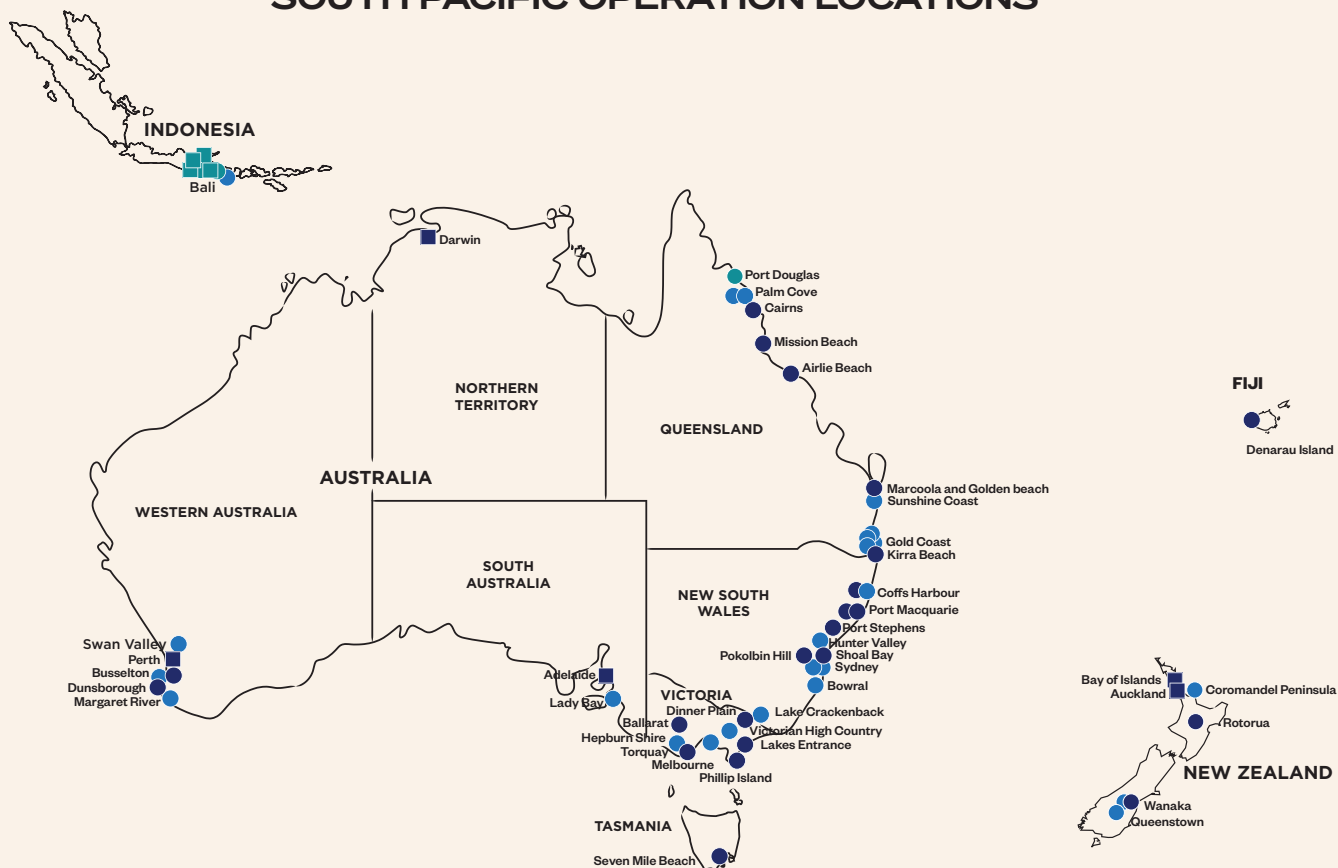 SOUTH PACIFIC OPERATION LOCATIONS
INDONESIA
Bali
Darwin
Port Douglas
Palm Cove
Cairns
Mission Beach
Airlie Beach
NORTHERN
TERRITORY
QUEENSLAND
FIJI
Denarau Island
AUSTRALIA
WESTERN AUSTRALIA
Marcoola and Golden beach
Sunshine Coast
Gold Coast
Kirra Beach
SOUTH
AUSTRALIA
NEW SOUTH
WALES
Coffs Harbour
Port Macquarie
Port Stephens
Hunter Valley
Pokolbin Hill
Shoal Bay
Sydney
Bowral
Swan Valley
Perth
Busselton
Dunsborough
Margaret River
Adelaide
Lady Bay
VICTORIA
Dinner Plain
Lake Crackenback
Ballarat
Victorian High Country
Hepburn Shire
Lakes Entrance
Torquay
Melbourne
Phillip Island
Bay of Islands
Auckland
Coromandel Peninsula
Rotorua
NEW ZEALAND
Wanaka
Queenstown
TASMANIA
Seven Mile Beach